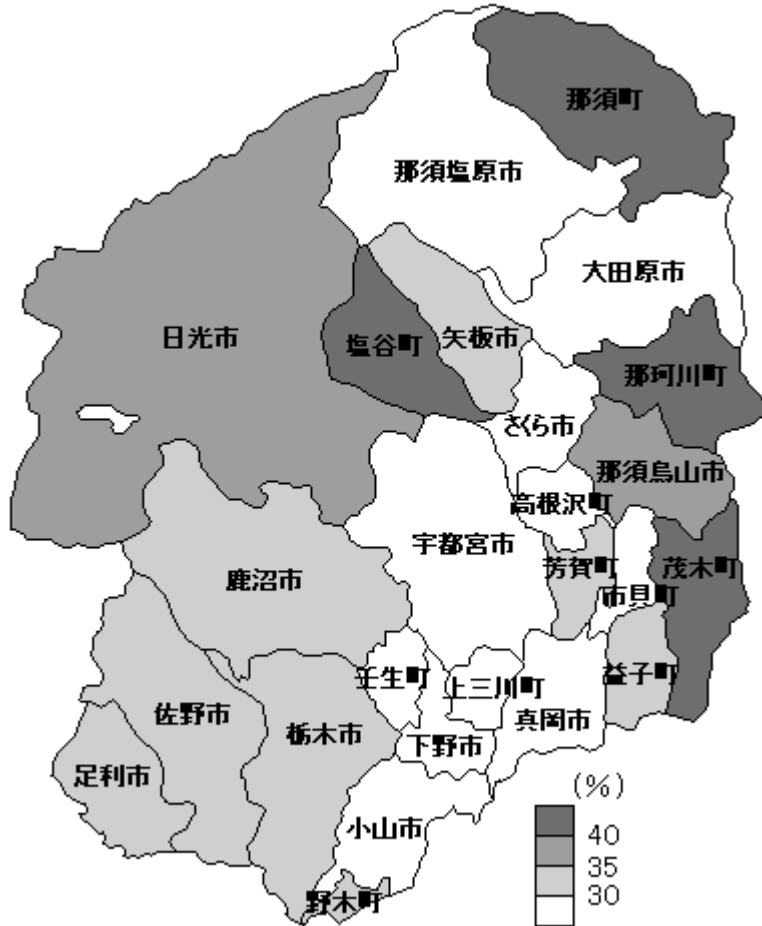 那須町
那須塩原市
大田原市
日光市
塩谷町
矢板市
那珂川町
さくら市
那須烏山市
高根沢町
宇都宮市
芳賀町
茂木町
市貝町
鹿沼市
壬生町
上三川町
益子町
佐野市
栃木市
真岡市
下野市
足利市
小山市
野木町
(%)
40
35
30